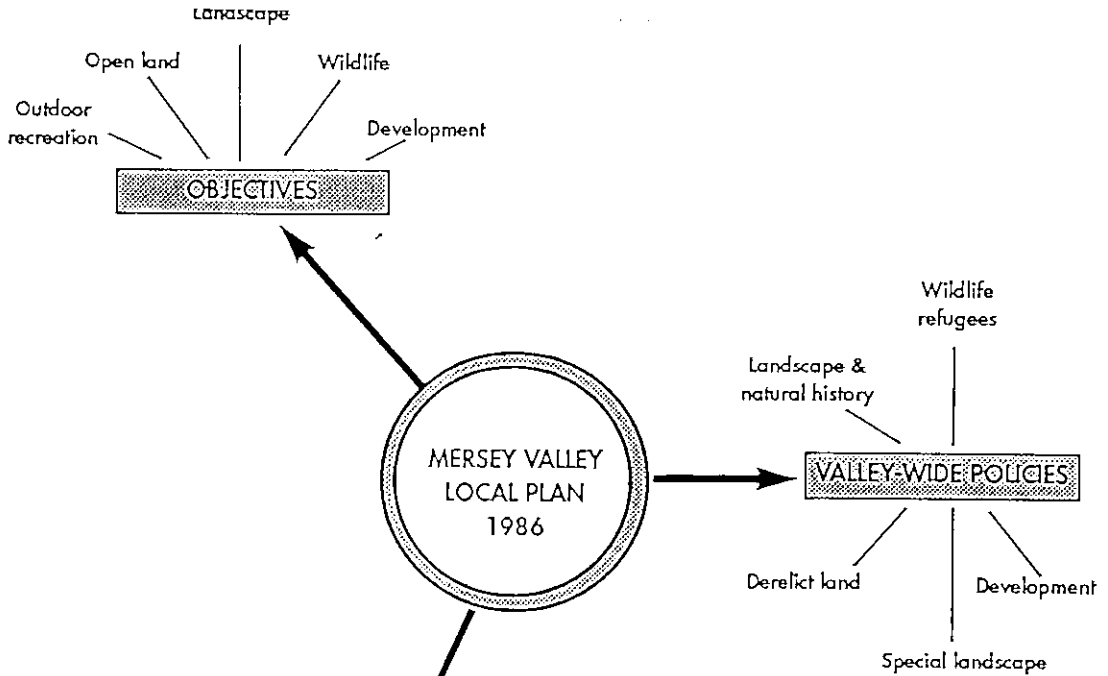 Landscape
Open land
Wildlife
Outdoor
recreation
Development
OBJECTIVES
Wildlife
refugees
Landscape &
natural history
MERSEY VALLEY
LOCAL PLAN
1986
VALLEY-WIDE POLICIES
Derelict land
Development
Special landscape